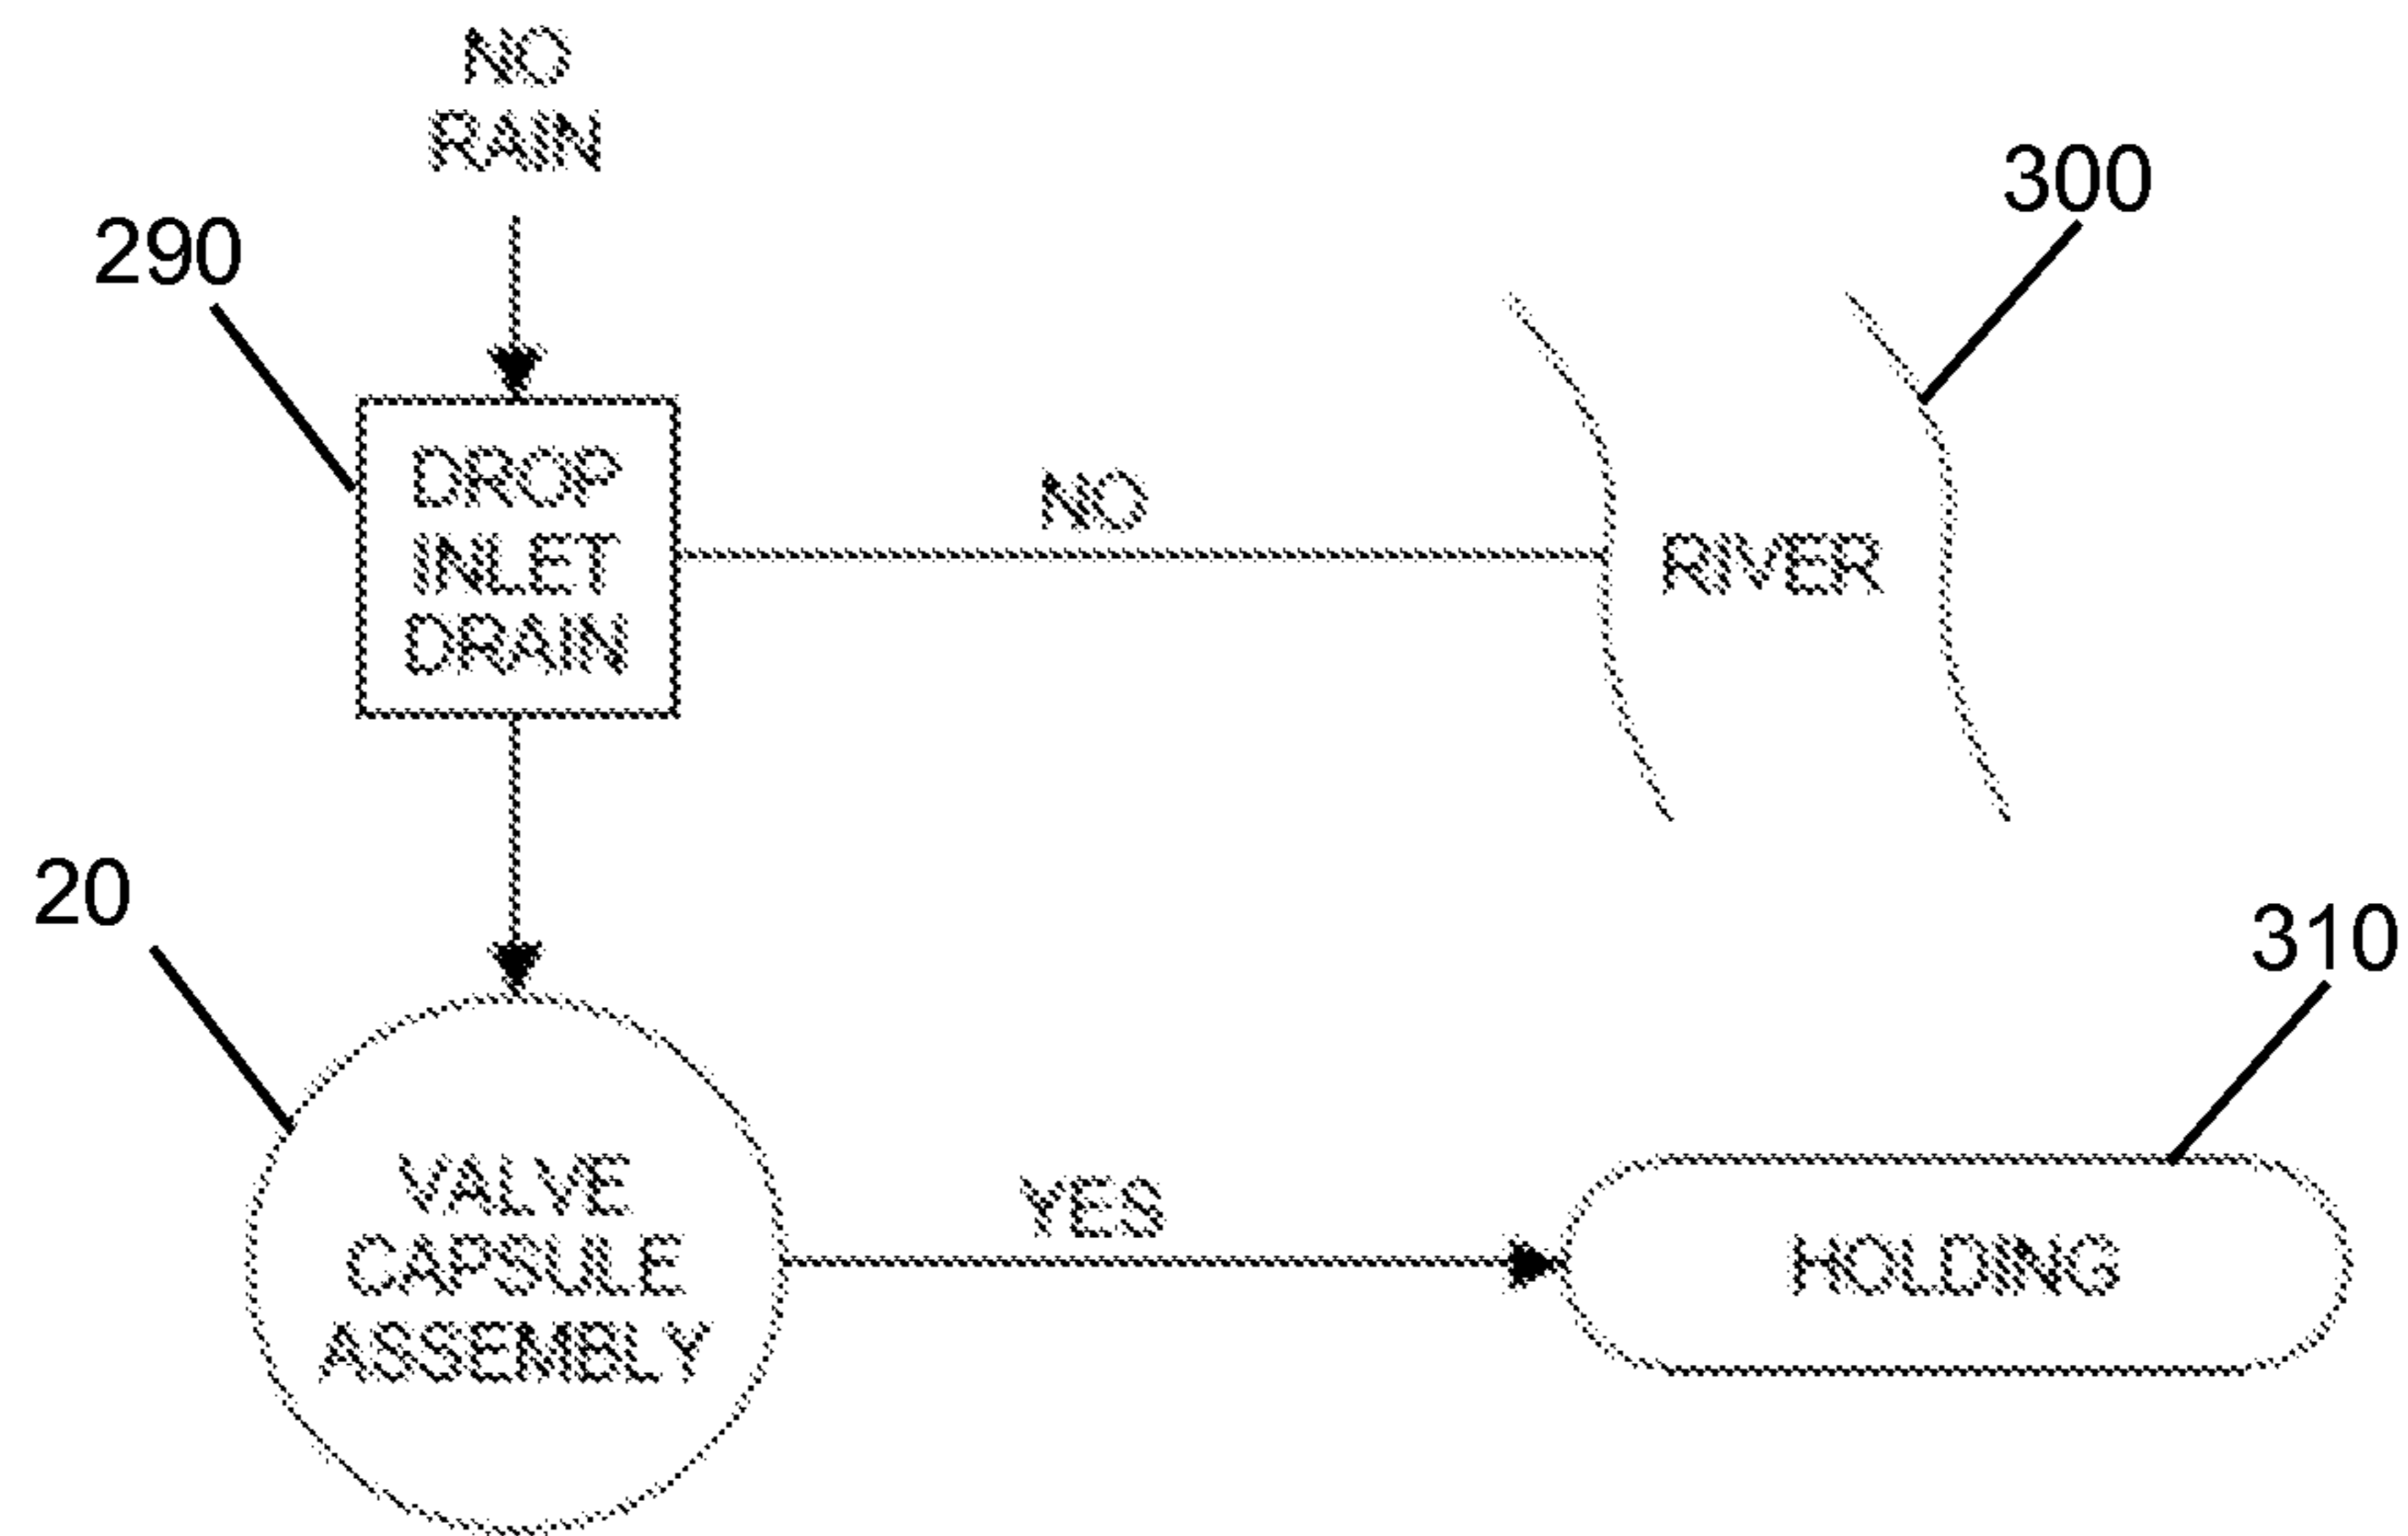 NO
RAIN
300
290
DROP
INLET
DRAIN
NO
RIVER
20
310
VALVE
CAPSULE
ASSEMBLY
YES
HOLDING